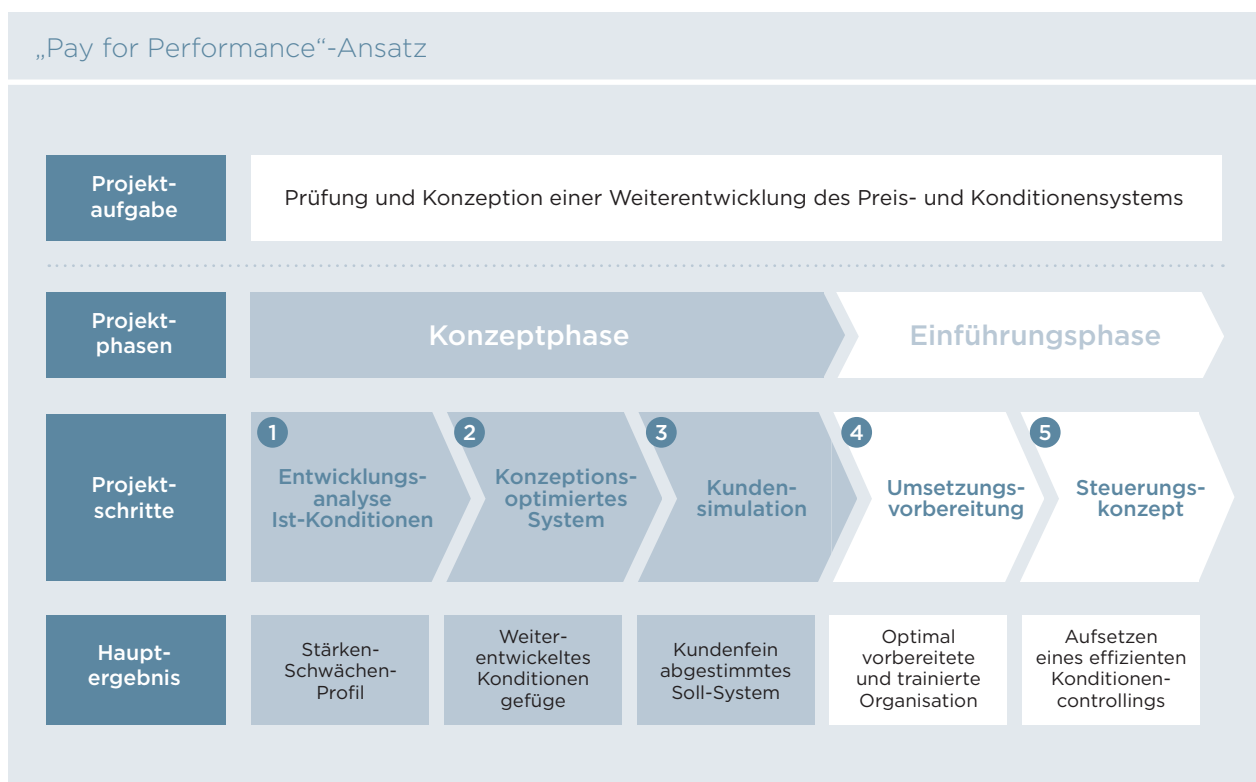 „Pay for Performance“-Ansatz
Projekt-
aufgabe
Prüfung und Konzeption einer Weiterentwicklung des Preis- und Konditionensystems
Projekt-
phasen
Konzeptphase
Einführungsphase
Projekt-
schritte
1
Entwicklungs-
analyse
Ist-Konditionen
2
Konzeptions-
optimiertes
System
3
Kunden-
simulation
4
Umsetzungs-
vorbereitung
5
Steuerungs-
konzept
Haupt-
ergebnis
Stärken-
Schwächen-
Profil
Weiter-
entwickeltes
Konditionen
gefüge
Kundenfein
abgestimmtes
Soll-System
Optimal
vorbereitete
und trainierte
Organisation
Aufsetzen
eines effizienten
Konditionen-
controllings